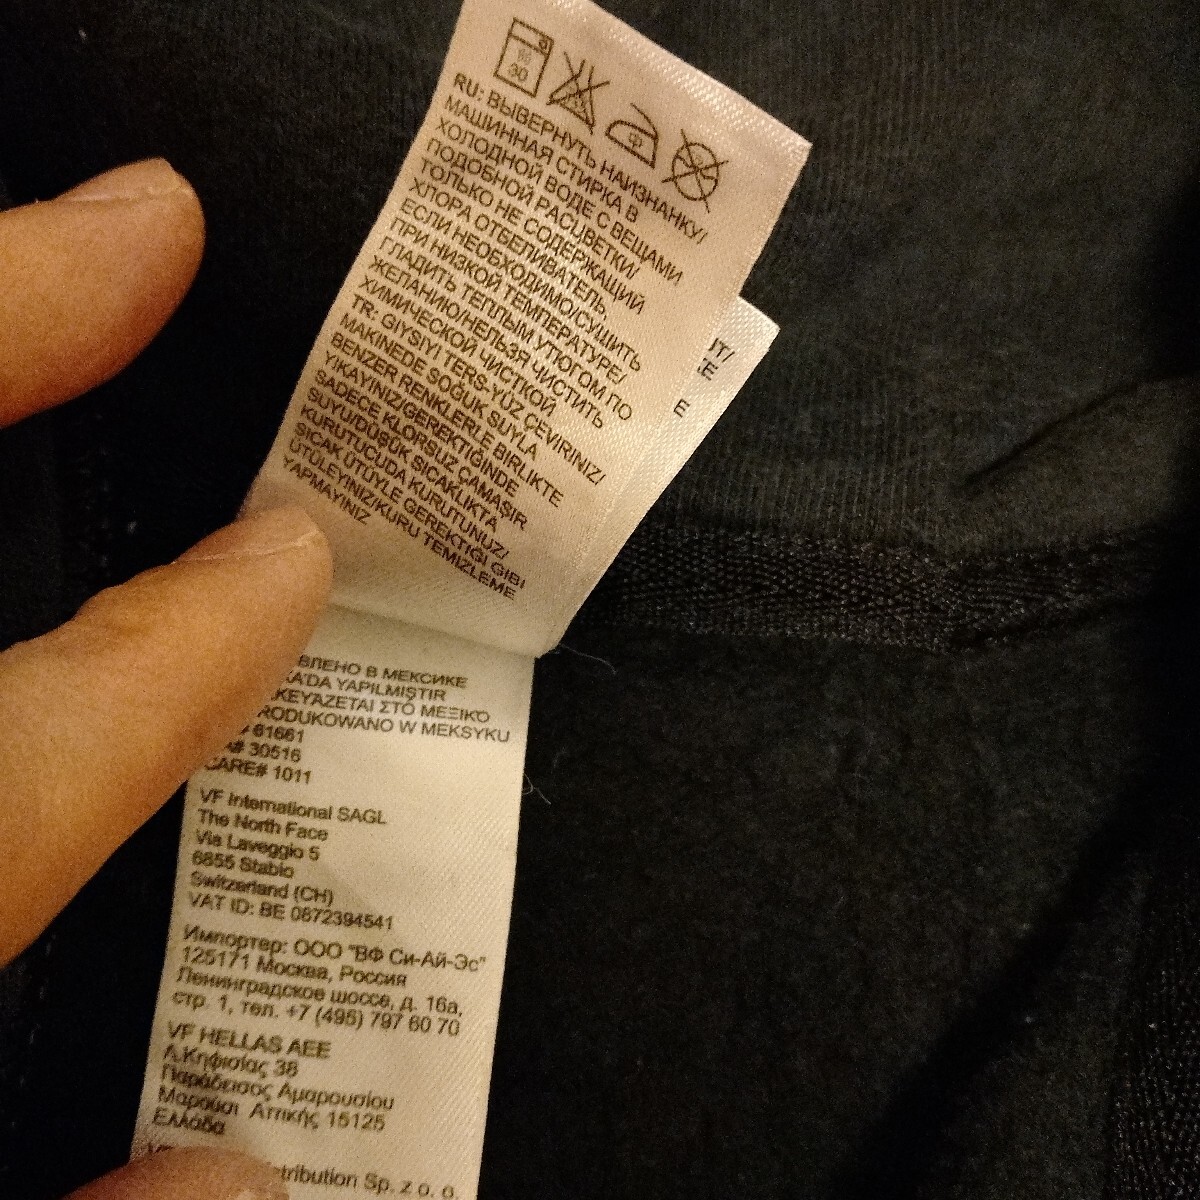 30
RU: ВЫВЕРНУТЬ НАИЗНАНКУ/
МАШИННАЯ СТИРКА В
ХОЛОДНОЙ ВОДЕ С ВЕЩАМИ
ПОДОБНОЙ РАСЦВЕТКИ/
ТОЛЬКО НЕ СОДЕРЖАЩИЙ
ХЛОРА ОТБЕЛИВАТЕЛЬ,
ЕСЛИ НЕОБХОДИМО/СУШИТЬ
ПРИ НИЗКОЙ ТЕМПЕРАТУРЕ/
ГЛАДИТЬ ТЕПЛЫМ УТЮГОМ ПО
ЖЕЛАНИЮ/НЕЛЬЗЯ ЧИСТИТЬ
ХИМИЧЕСКОЙ ЧИСТКОЙ
TR: GIYSIYI TERS-YÜZ ÇEVIRINIZ/
MAKINEDE SOĞUK SUYLA
BENZER RENKLERLE BIRLIKTE
YIKAYINIZ/GEREKTIĞINDE
SADECE KLORSUZ ÇAMAŞIR
SUYU/DÜŞÜK SICAKLIKTA
KURUTUCUDA KURUTUNUZ/
SICAK ÜTÜYLE GEREKTIĞI GIBI
ÜTÜLEYINIZ/KURU TEMIZLEME
YAPMAYINIZ
IT/
E
E
ВЛЕНО В МЕКСИКЕ
KA'DA YAPILMIŞTIR
ΚΕΥΆΖΕΤΑΙ ΣΤΟ ΜΕΞΙΚΌ
RODUKOWANO W MEKSYKU
61661
A# 30516
CARE# 1011
VF International SAGL
The North Face
Via Laveggio 5
6855 Stabio
Switzerland (CH)
VAT ID: BE 0872394541
Импортер: ООО "ВФ Си-Ай-Эс"
125171 Москва, Россия
Ленинградское шоссе, д. 16а,
стр. 1, тел. +7 (495) 797 60 70
VF HELLAS AEE
Λ.Κηφισίας 38
Παράδεισος Αμαρουσίου
Μαρούσι Αττικής 15125
Ελλάδα
tribution Sp. z o. o.